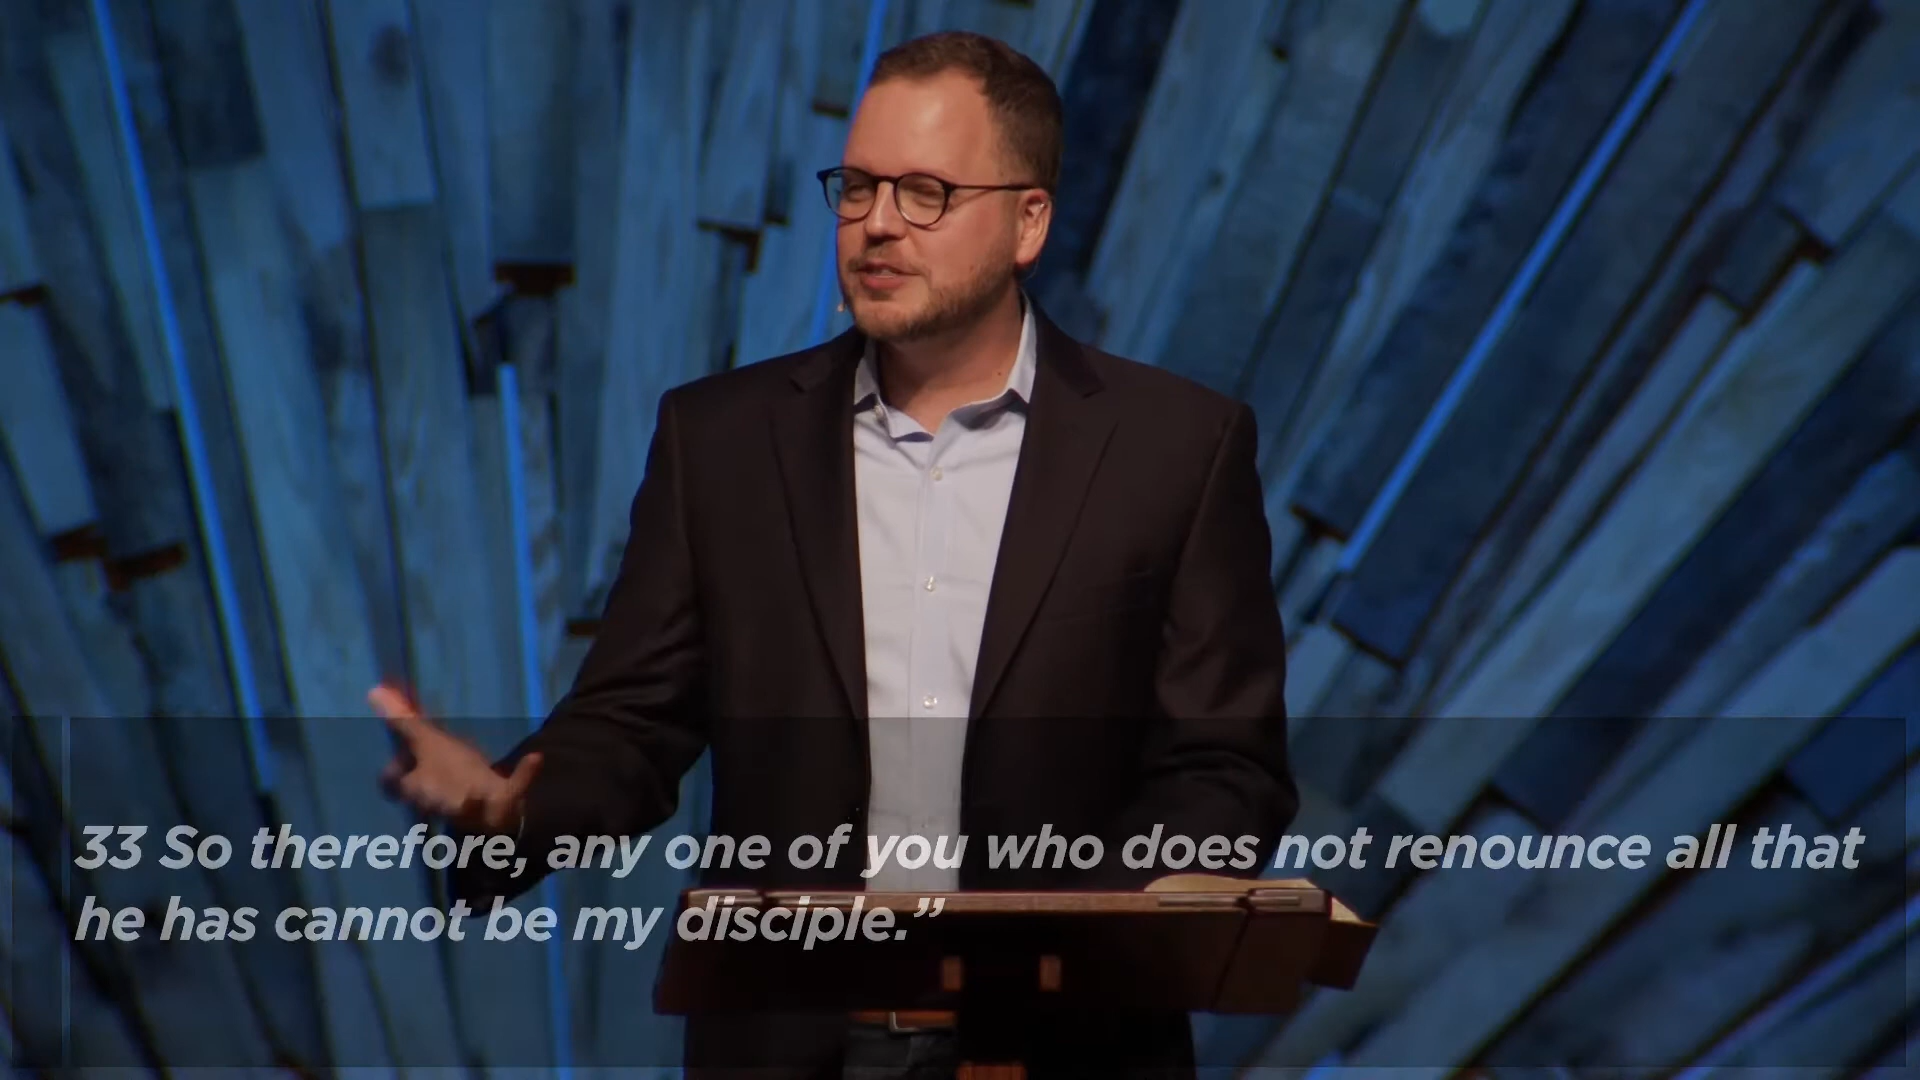 33 So therefore, any one of you who does not renounce all that
he has cannot be my disciple.”